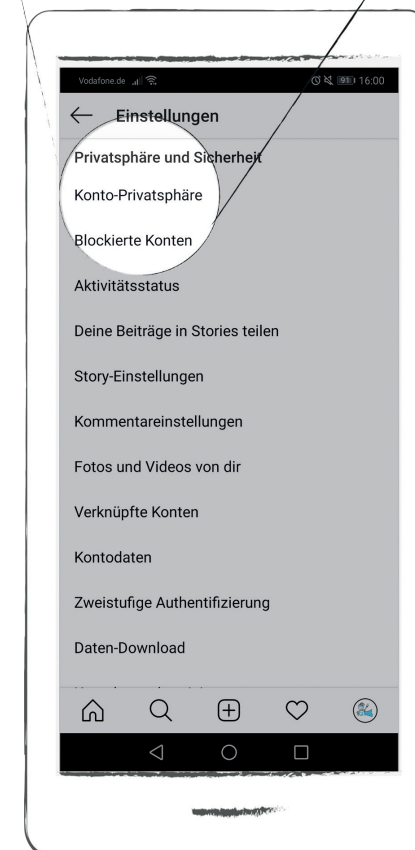 Vodafone.de 91 16:00
Einstellungen
Privatsphäre und Sicherheit
Konto-Privatsphäre
Blockierte Konten
Aktivitätsstatus
Deine Beiträge in Stories teilen
Story-Einstellungen
Kommentareinstellungen
Fotos und Videos von dir
Verknüpfte Konten
Kontodaten
Zweistufige Authentifizierung
Daten-Download